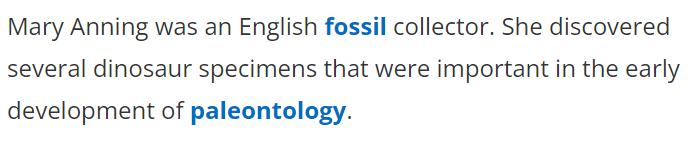 Mary Anning was an English fossil collector. She discovered
several dinosaur specimens that were important in the early
development of paleontology.